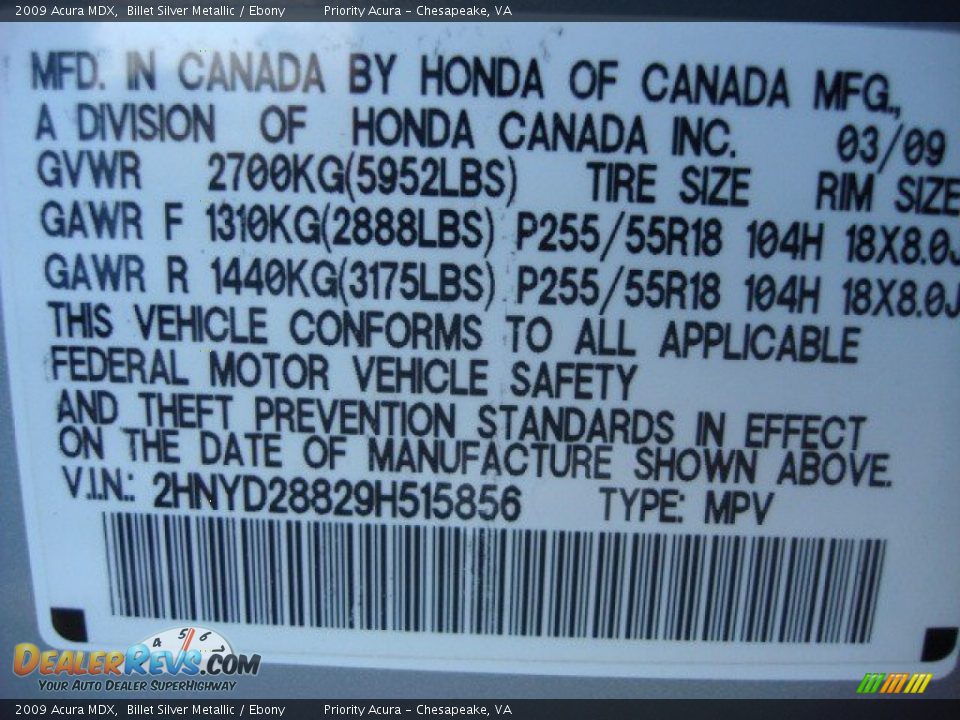 2009 Acura MDX,  Billet Silver Metallic / Ebony          Priority Acura - Chesapeake, VA
MFD. IN CANADA BY HONDA OF CANADA MFG.,
A DIVISION OF HONDA CANADA INC. 03/09
GVWR 2700KG(5952LBS) TIRE SIZE RIM SIZE
GAWR F 1310KG(2888LBS) P255/55R18 104H 18X8.0J
GAWR R 1440KG(3175LBS) P255/55R18 104H 18X8.0J
THIS VEHICLE CONFORMS TO ALL APPLICABLE
FEDERAL MOTOR VEHICLE SAFETY
AND THEFT PREVENTION STANDARDS IN EFFECT
ON THE DATE OF MANUFACTURE SHOWN ABOVE.
V.I.N.: 2HNYD28829H515856 TYPE: MPV
4 5 6
DEALERREVS.COM
YOUR AUTO DEALER SUPERHIGHWAY
2009 Acura MDX,  Billet Silver Metallic / Ebony          Priority Acura - Chesapeake, VA